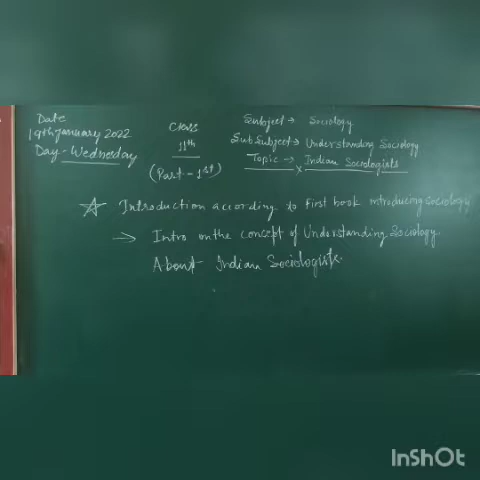 Date
19th January 2022
Day - Wednesday
Class
11th
(Part - 1st)
Subject → Sociology
Sub Subject → Understanding Sociology
Topic → Indian Sociologists
x
☆ Introduction according to First book introducing sociology
→ Intro on the concept of Understanding Sociology.
About Indian Sociologists.
InShOt